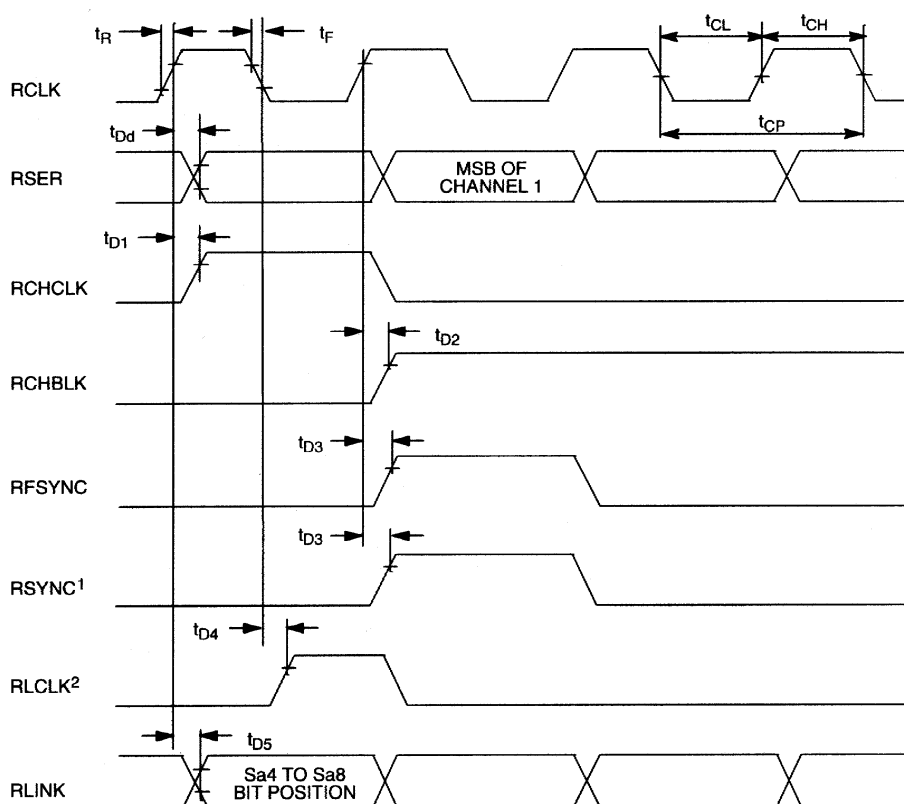 tR
tF
tCL
tCH
RCLK
tCP
tDd
RSER
MSB OF
CHANNEL 1
tD1
RCHCLK
tD2
RCHBLK
tD3
RFSYNC
tD3
RSYNC1
tD4
RLCLK2
tD5
RLINK
Sa4 TO Sa8
BIT POSITION